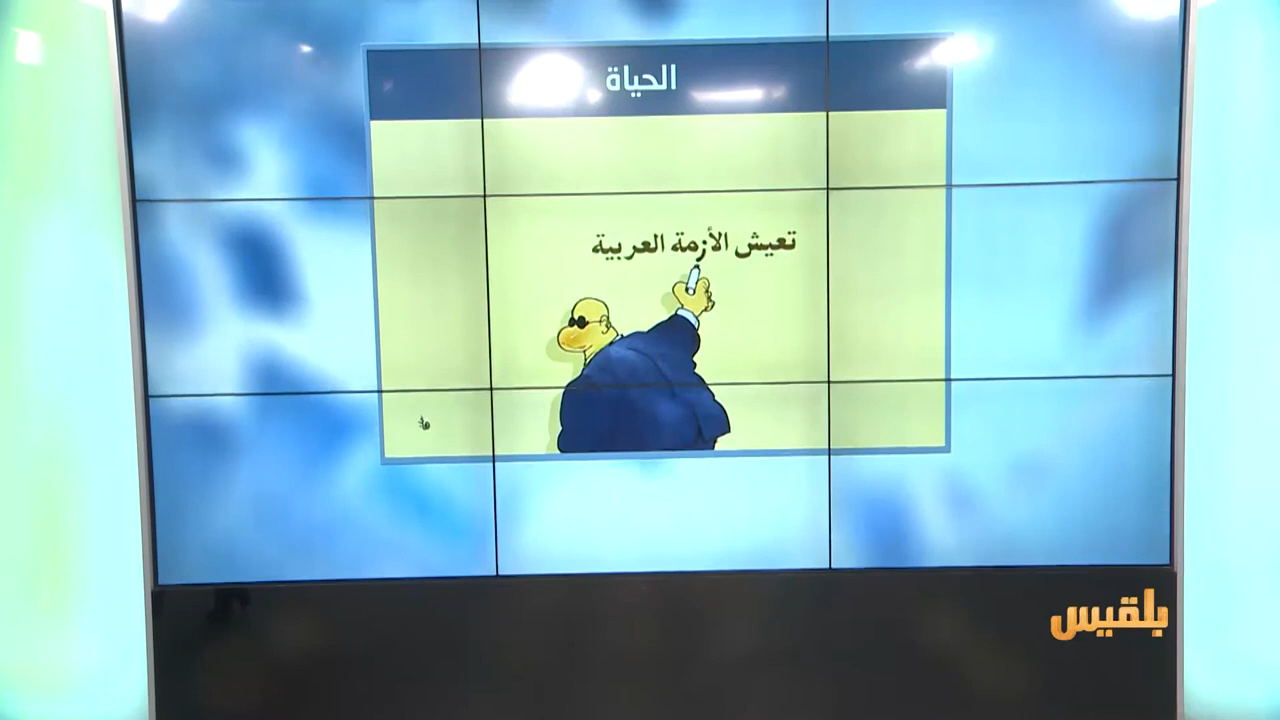 الحياة
تعيش الأزمة العربية
بلقيس